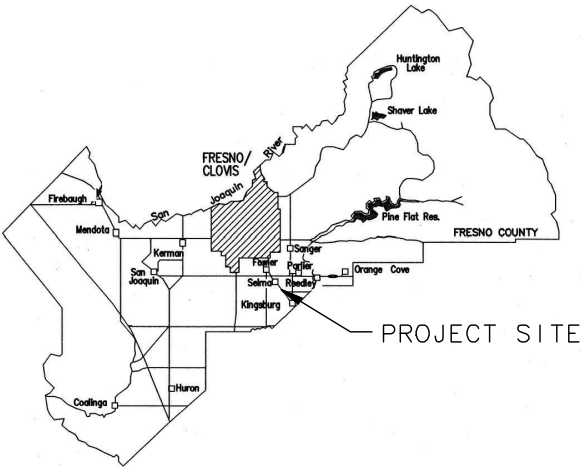 Huntington
Lake
Shaver Lake
FRESNO/
CLOVIS
San Joaquin River
Firebaugh
Pine Flat Res.
Mendota
FRESNO COUNTY
Kerman
Sanger
San
Joaquin
Fowler
Parlier
Orange Cove
Selma
Reedley
Kingsburg
PROJECT SITE
Huron
Coalinga